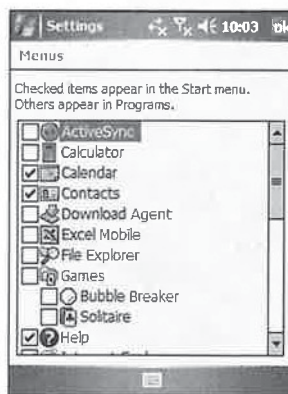 Settings 10:03 ok
Menus
Checked items appear in the Start menu.
Others appear in Programs.
ActiveSync
Calculator
Calendar
Contacts
Download Agent
Excel Mobile
File Explorer
Games
Bubble Breaker
Solitaire
Help